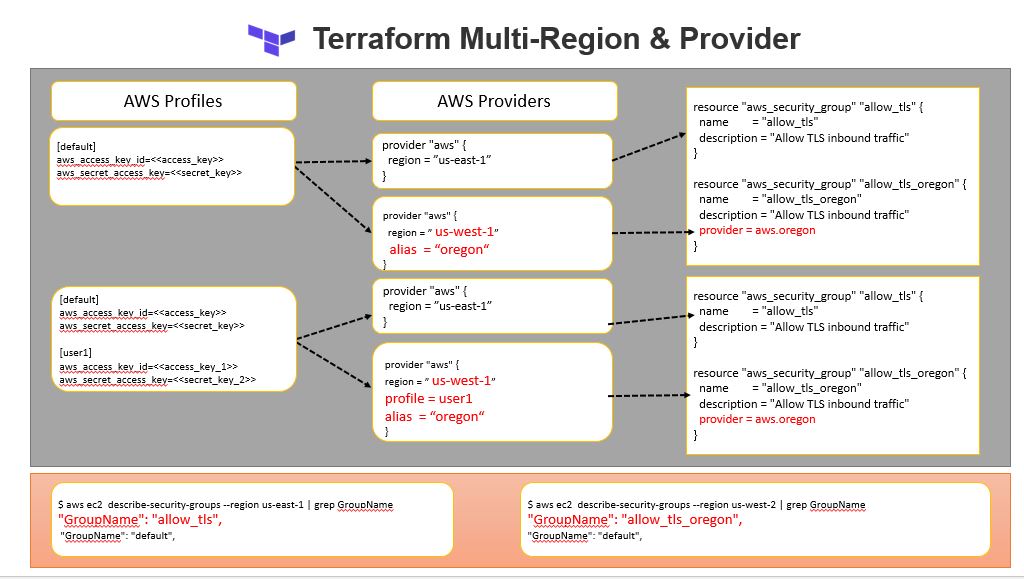 Terraform Multi-Region & Provider
AWS Profiles
[default]
aws_access_key_id=<<access_key>>
aws_secret_access_key=<<secret_key>>
[default]
aws_access_key_id=<<access_key>>
aws_secret_access_key=<<secret_key>>
[user1]
aws_access_key_id=<<access_key_1>>
aws_secret_access_key=<<secret_key_2>>
AWS Providers
provider "aws" {
region = ”us-east-1”
}
provider "aws" {
region = ” us-west-1”
alias = “oregon“
}
provider "aws" {
region = ”us-east-1”
}
provider "aws" {
region = ” us-west-1”
profile = user1
alias = “oregon“
}
resource "aws_security_group" "allow_tls" {
name = "allow_tls"
description = "Allow TLS inbound traffic"
}
resource "aws_security_group" "allow_tls_oregon" {
name = "allow_tls_oregon"
description = "Allow TLS inbound traffic"
provider = aws.oregon
}
resource "aws_security_group" "allow_tls" {
name = "allow_tls"
description = "Allow TLS inbound traffic"
}
resource "aws_security_group" "allow_tls_oregon" {
name = "allow_tls_oregon"
description = "Allow TLS inbound traffic"
provider = aws.oregon
}
$ aws ec2 describe-security-groups --region us-east-1 | grep GroupName
"GroupName": "allow_tls",
"GroupName": "default",
$ aws ec2 describe-security-groups --region us-west-2 | grep GroupName
"GroupName": "allow_tls_oregon",
"GroupName": "default",